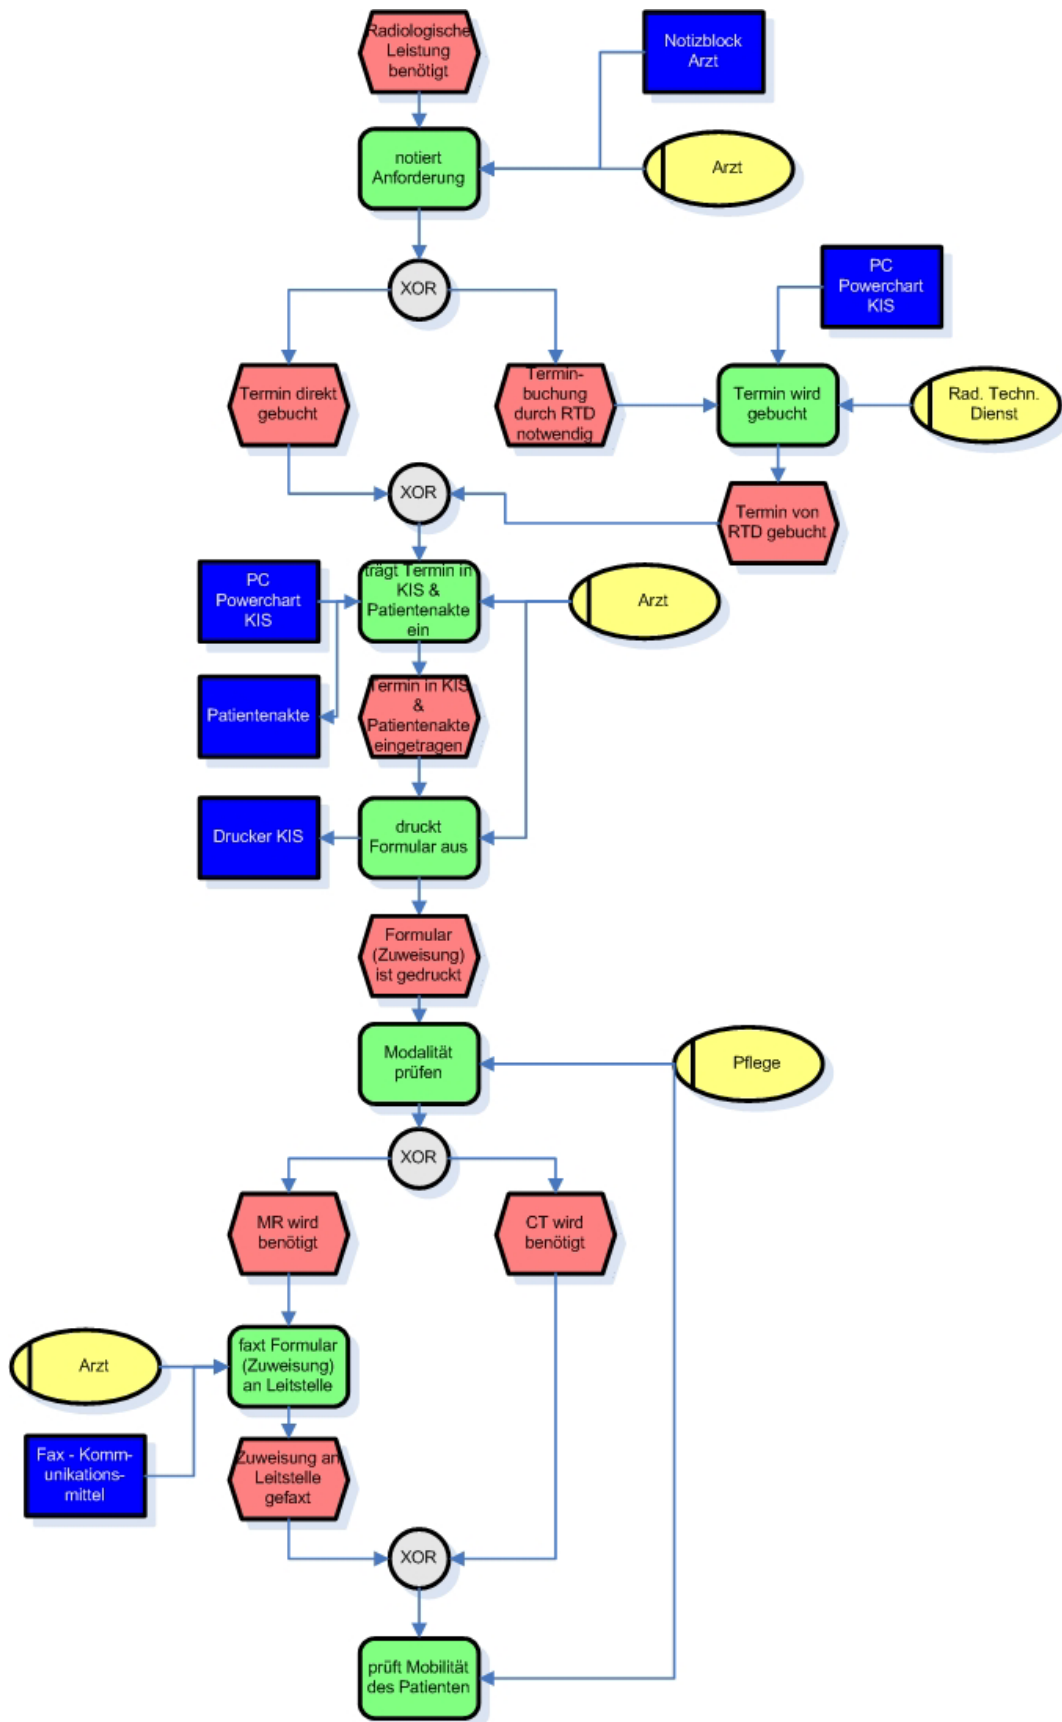 Radiologische
Leistung
benötigt
Notizblock
Arzt
notiert
Anforderung
Arzt
XOR
PC
Powerchart
KIS
Termin direkt
gebucht
Termin-
buchung
durch RTD
notwendig
Termin wird
gebucht
Rad. Techn.
Dienst
XOR
Termin von
RTD gebucht
PC
Powerchart
KIS
trägt Termin in
KIS &
Patientenakte
ein
Arzt
Patientenakte
Termin in KIS
&
Patientenakte
eingetragen
Drucker KIS
druckt
Formular aus
Formular
(Zuweisung)
ist gedruckt
Modalität
prüfen
Pflege
XOR
MR wird
benötigt
CT wird
benötigt
Arzt
faxt Formular
(Zuweisung)
an Leitstelle
Fax - Komm-
unikations-
mittel
Zuweisung an
Leitstelle
gefaxt
XOR
prüft Mobilität
des Patienten